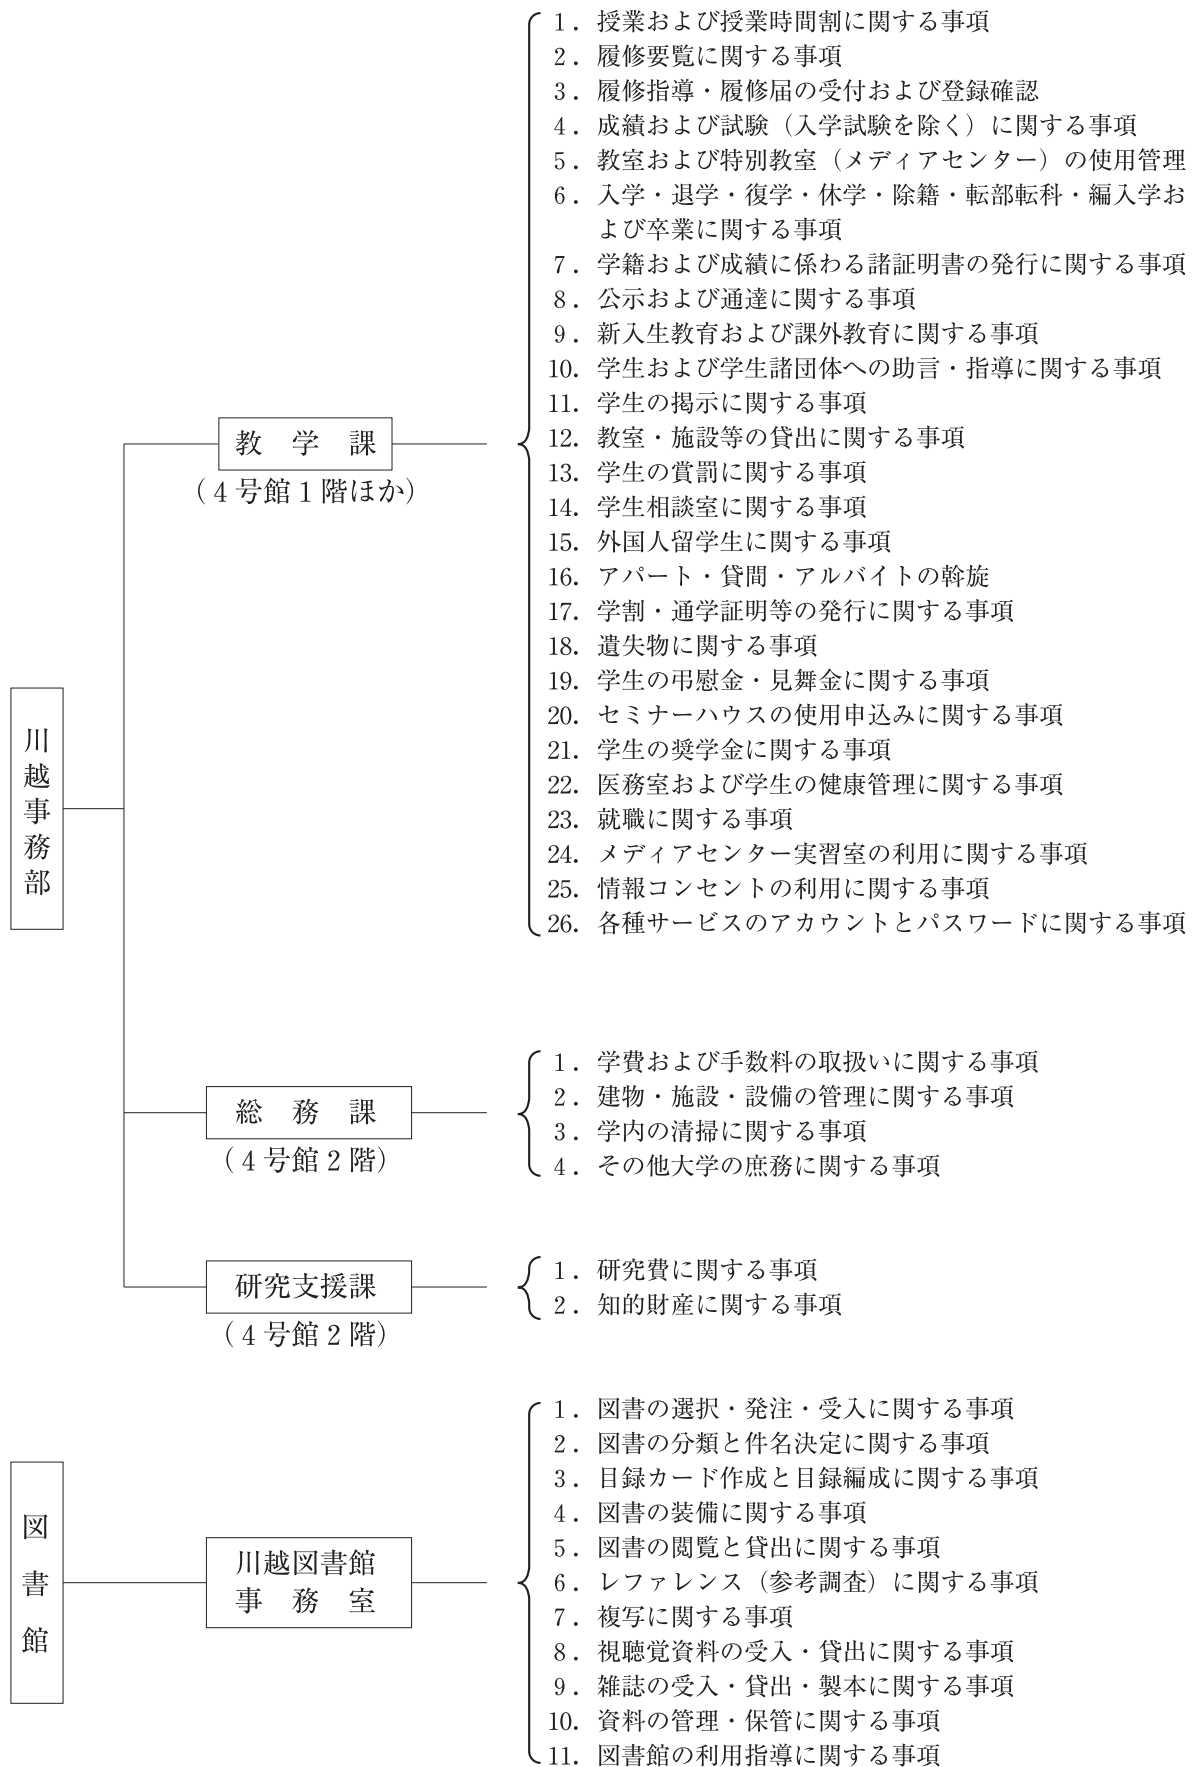 川越事務部
教学課
（４号館１階ほか）
１．授業および授業時間割に関する事項
２．履修要覧に関する事項
３．履修指導・履修届の受付および登録確認
４．成績および試験（入学試験を除く）に関する事項
５．教室および特別教室（メディアセンター）の使用管理
６．入学・退学・復学・休学・除籍・転部転科・編入学お
よび卒業に関する事項
７．学籍および成績に係わる諸証明書の発行に関する事項
８．公示および通達に関する事項
９．新入生教育および課外教育に関する事項
10．学生および学生諸団体への助言・指導に関する事項
11．学生の掲示に関する事項
12．教室・施設等の貸出に関する事項
13．学生の賞罰に関する事項
14．学生相談室に関する事項
15．外国人留学生に関する事項
16．アパート・貸間・アルバイトの斡旋
17．学割・通学証明等の発行に関する事項
18．遺失物に関する事項
19．学生の弔慰金・見舞金に関する事項
20．セミナーハウスの使用申込みに関する事項
21．学生の奨学金に関する事項
22．医務室および学生の健康管理に関する事項
23．就職に関する事項
24．メディアセンター実習室の利用に関する事項
25．情報コンセントの利用に関する事項
26．各種サービスのアカウントとパスワードに関する事項
総務課
（４号館２階）
１．学費および手数料の取扱いに関する事項
２．建物・施設・設備の管理に関する事項
３．学内の清掃に関する事項
４．その他大学の庶務に関する事項
研究支援課
（４号館２階）
１．研究費に関する事項
２．知的財産に関する事項
図書館
川越図書館
事務室
１．図書の選択・発注・受入に関する事項
２．図書の分類と件名決定に関する事項
３．目録カード作成と目録編成に関する事項
４．図書の装備に関する事項
５．図書の閲覧と貸出に関する事項
６．レファレンス（参考調査）に関する事項
７．複写に関する事項
８．視聴覚資料の受入・貸出に関する事項
９．雑誌の受入・貸出・製本に関する事項
10．資料の管理・保管に関する事項
11．図書館の利用指導に関する事項